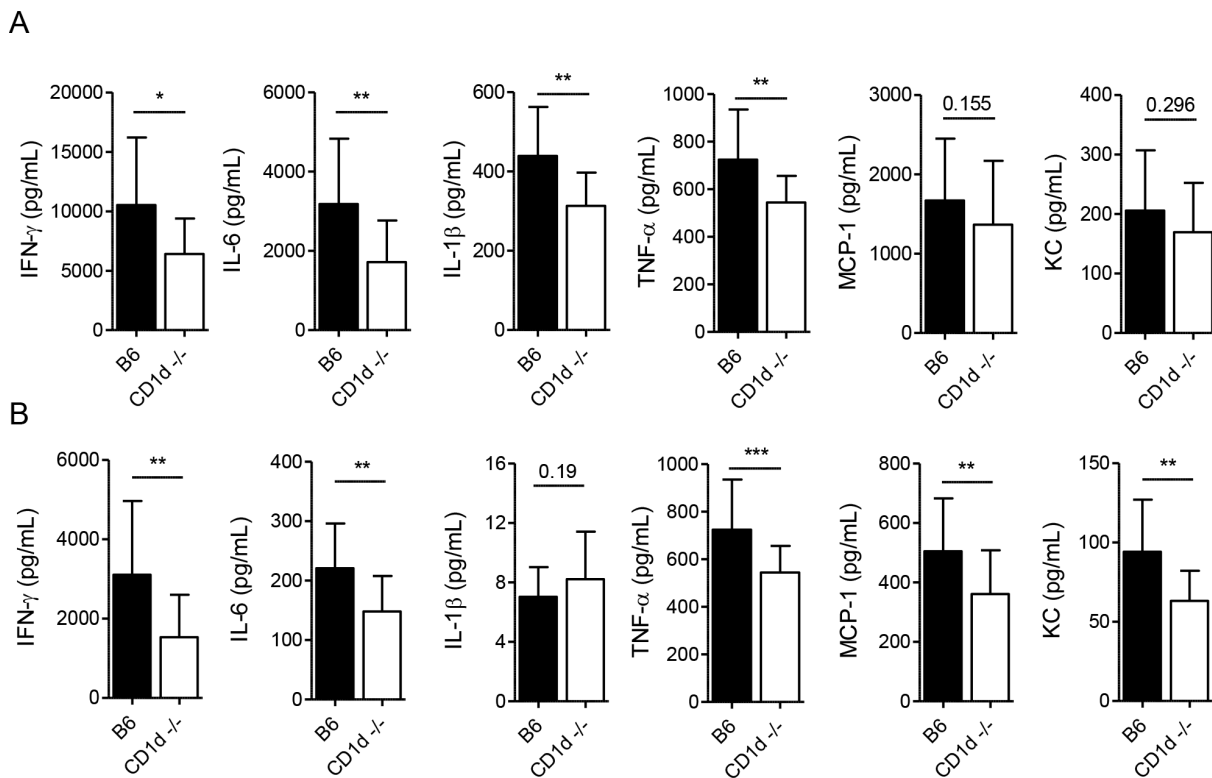 A
IFN-γ (pg/mL)
20000
15000
10000
5000
0
*
B6
CD1d -/-
IL-6 (pg/mL)
6000
4000
2000
0
**
B6
CD1d -/-
IL-1β (pg/mL)
600
400
200
0
**
B6
CD1d -/-
TNF-α (pg/mL)
1000
800
600
400
200
0
**
B6
CD1d -/-
MCP-1 (pg/mL)
3000
2000
1000
0
0.155
B6
CD1d -/-
KC (pg/mL)
400
300
200
100
0
0.296
B6
CD1d -/-
B
IFN-γ (pg/mL)
6000
4000
2000
0
**
B6
CD1d -/-
IL-6 (pg/mL)
400
300
200
100
0
**
B6
CD1d -/-
IL-1β (pg/mL)
16
12
8
4
0
0.19
B6
CD1d -/-
TNF-α (pg/mL)
1000
800
600
400
200
0
***
B6
CD1d -/-
MCP-1 (pg/mL)
800
600
400
200
0
**
B6
CD1d -/-
KC (pg/mL)
150
100
50
0
**
B6
CD1d -/-